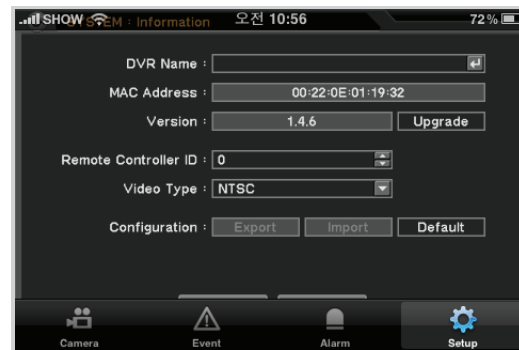 SHOW SYSTEM : Information 오전 10:56 72%
DVR Name :
MAC Address : 00:22:0E:01:19:32
Version : 1.4.6 Upgrade
Remote Controller ID : 0
Video Type : NTSC
Configuration : Export Import Default
Camera Event Alarm Setup